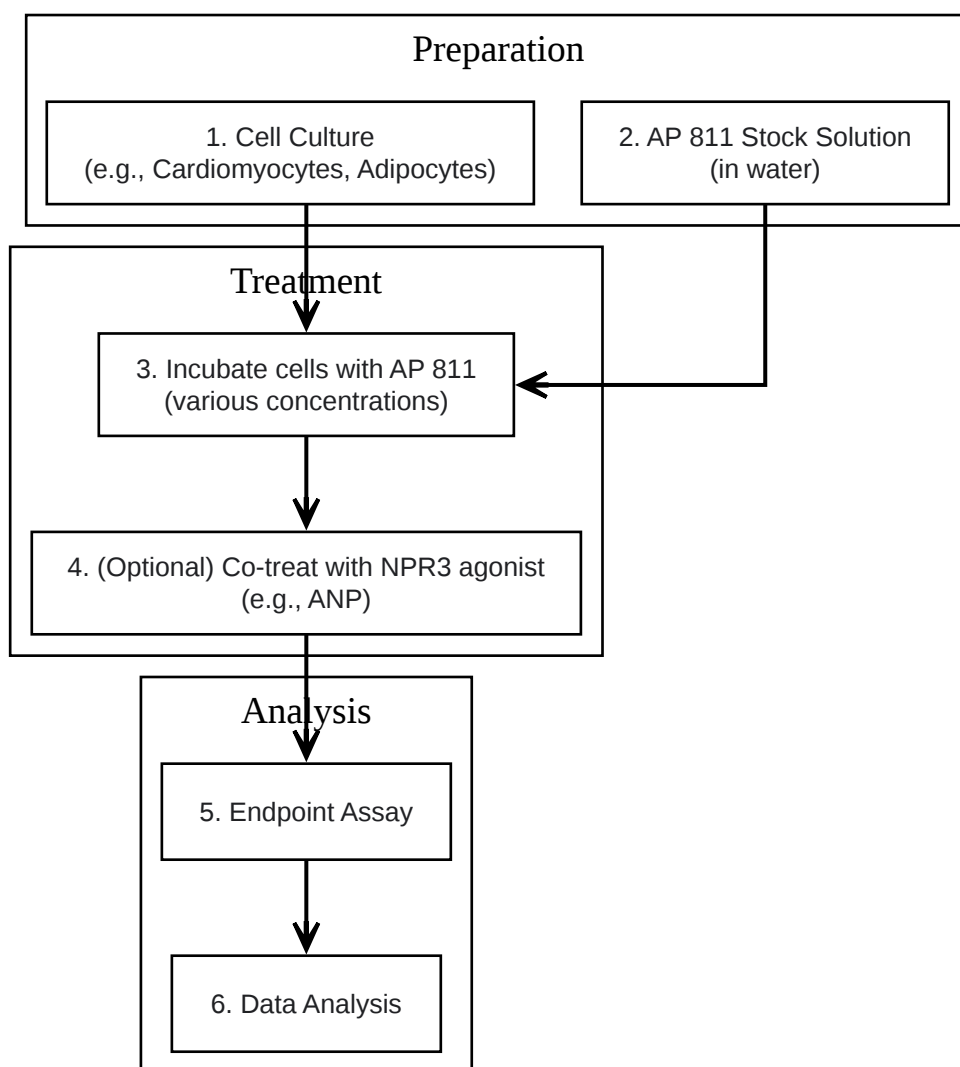 Preparation
1. Cell Culture
(e.g., Cardiomyocytes, Adipocytes)
2. AP 811 Stock Solution
(in water)
Treatment
3. Incubate cells with AP 811
(various concentrations)
4. (Optional) Co-treat with NPR3 agonist
(e.g., ANP)
Analysis
5. Endpoint Assay
6. Data Analysis